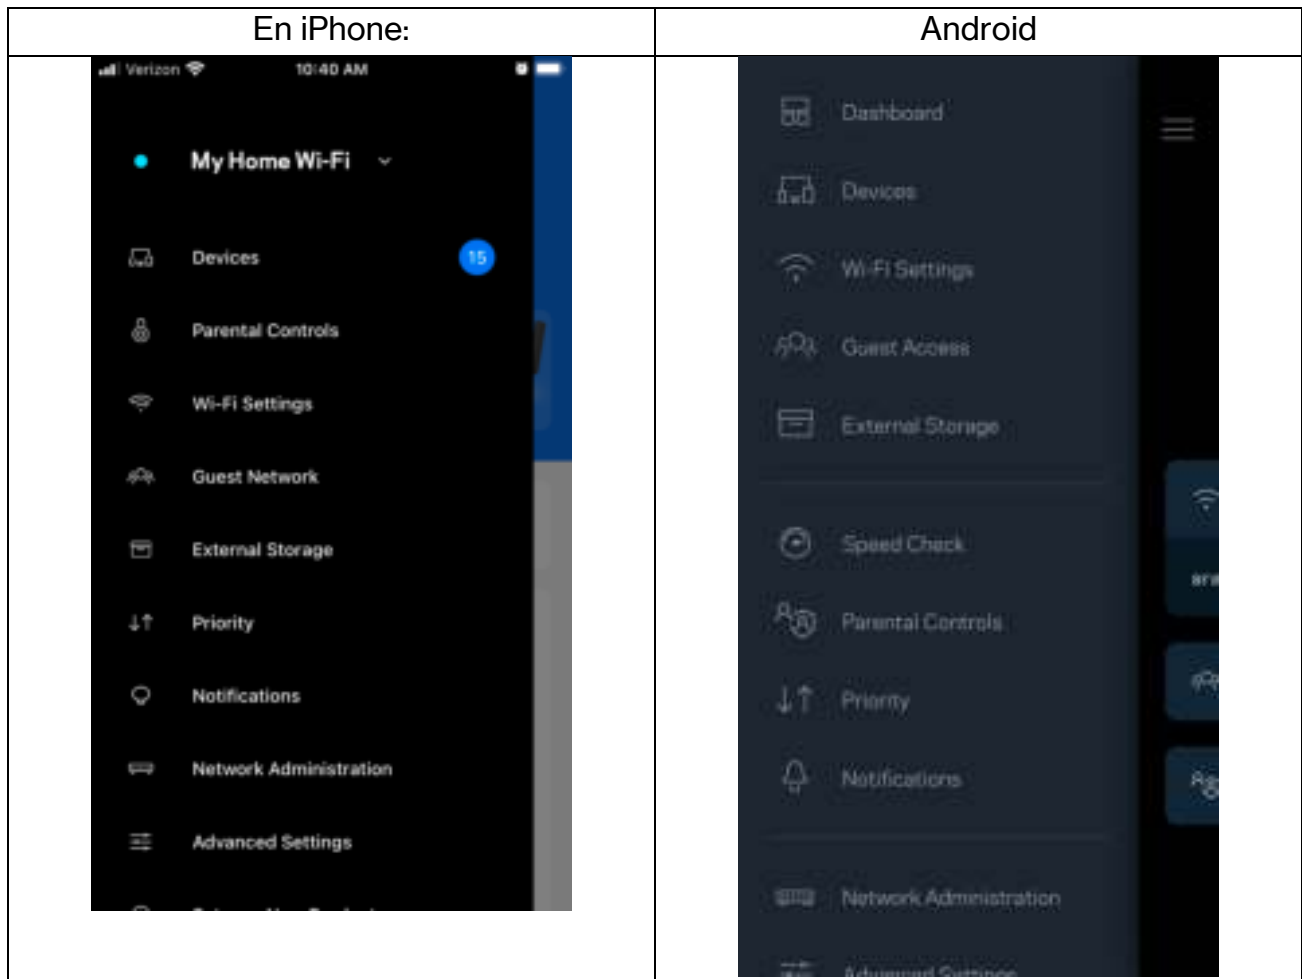 En iPhone:
Android
Verizon
10:40 AM
My Home Wi-Fi
Devices
15
Parental Controls
Wi-Fi Settings
Guest Network
External Storage
Priority
Notifications
Network Administration
Advanced Settings
Dashboard
Devices
Wi-Fi Settings
Guest Access
External Storage
Speed Check
Parental Controls
Priority
Notifications
Network Administration
Advanced Settings